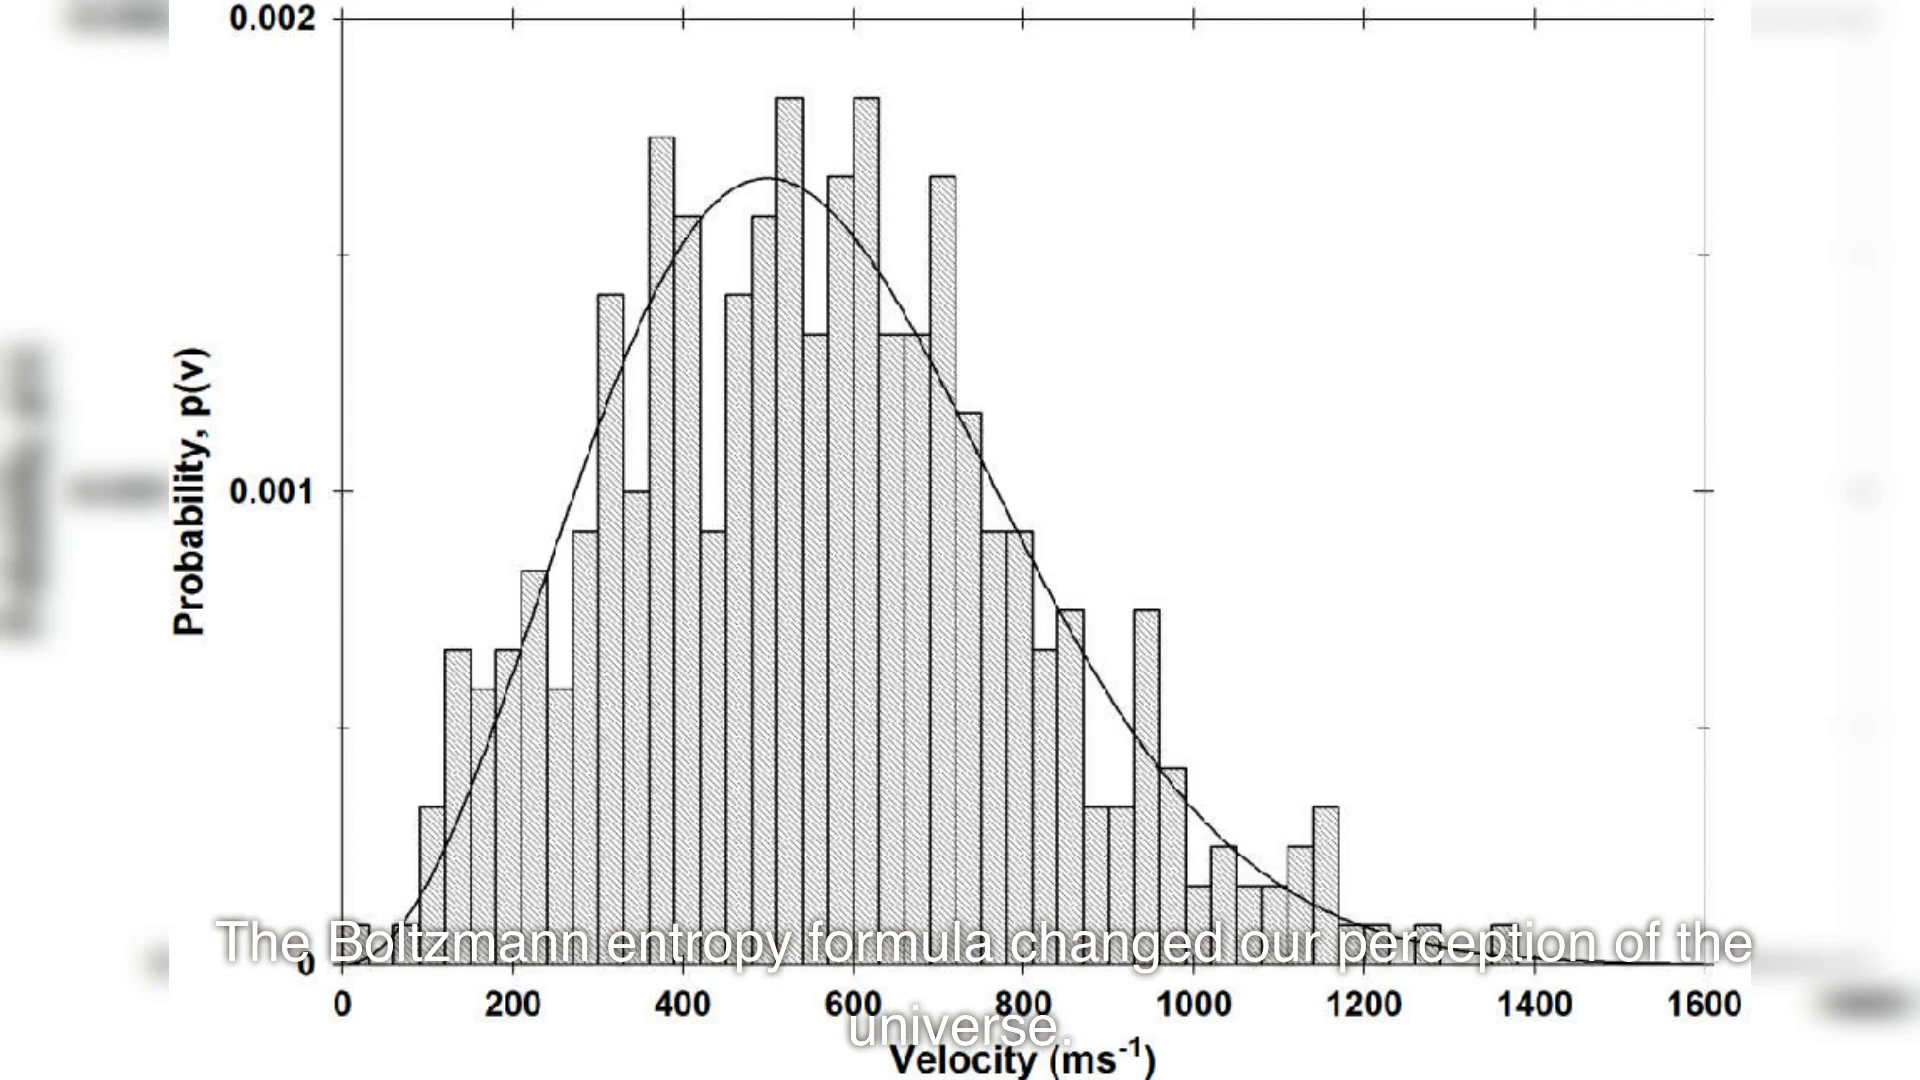 0.002
Probability, p(v)
0.001
0
The Boltzmann entropy formula changed our perception of the
universe.
0 200 400 600 800 1000 1200 1400 1600
Velocity (ms⁻¹)